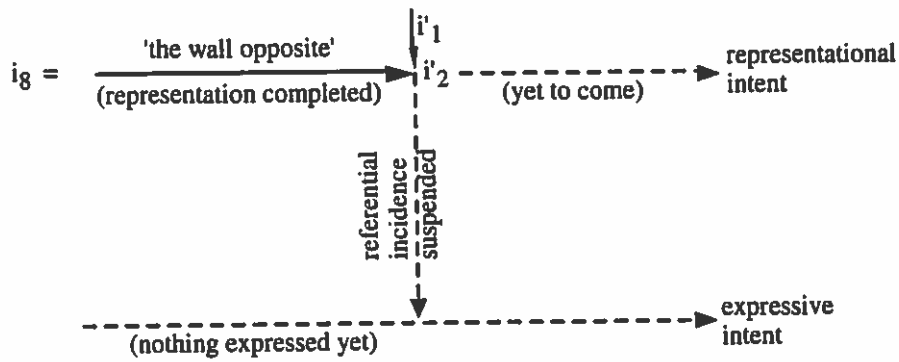 i'1
'the wall opposite'
i8 =
i'2
representational
intent
(representation completed)
(yet to come)
referential
incidence
suspended
expressive
intent
(nothing expressed yet)